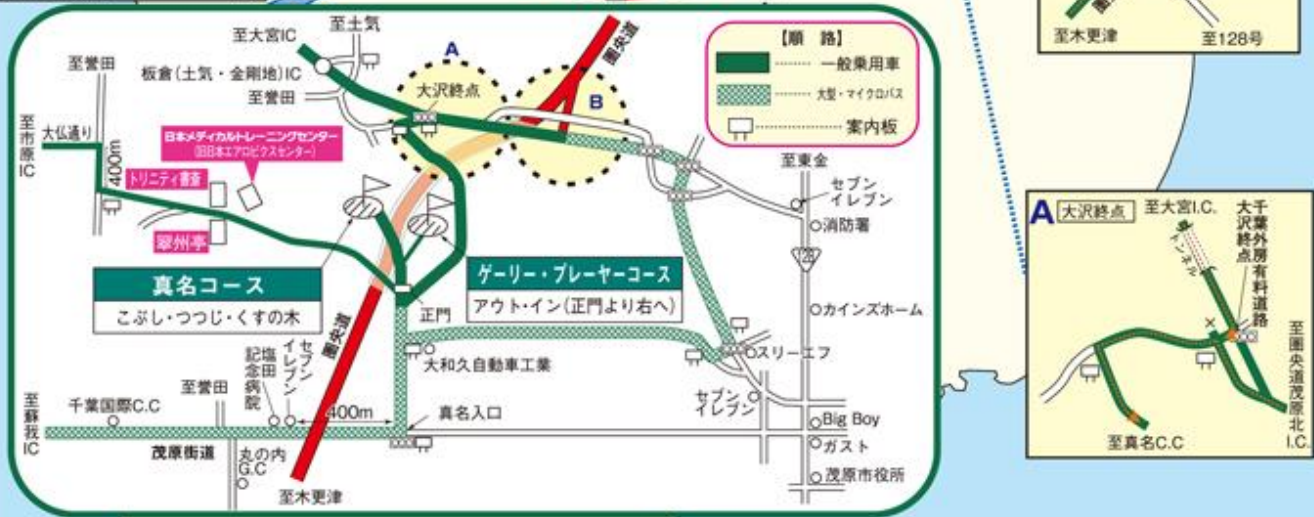 至木更津
至128号
至大宮IC
至土気
板倉(土気・金剛地)IC
至誉田
至誉田
A
大沢終点
B
圏央道
【順 路】
一般乗用車
大型・マイクロバス
案内板
至市原IC
大仏通り
400m
日本メディカルトレーニングセンター
(旧日本エアロビクスセンター)
トリニティ書斎
翠州亭
至東金
セブン
イレブン
消防署
128
カインズホーム
真名コース
こぶし・つつじ・くすの木
ゲーリー・プレーヤーコース
アウト・イン(正門より右へ)
正門
圏央道
大和久自動車工業
スリーエフ
セブン
イレブン
塩田
記念病院
セブン
イレブン
至誉田
400m
真名入口
至蘇我IC
千葉国際C.C
茂原街道
丸の内
G.C
至木更津
Big Boy
ガスト
茂原市役所
A 大沢終点
至大宮I.C.
トンネル
千葉外房有料道路
大沢終点
至圏央道茂原北I.C.
至真名C.C